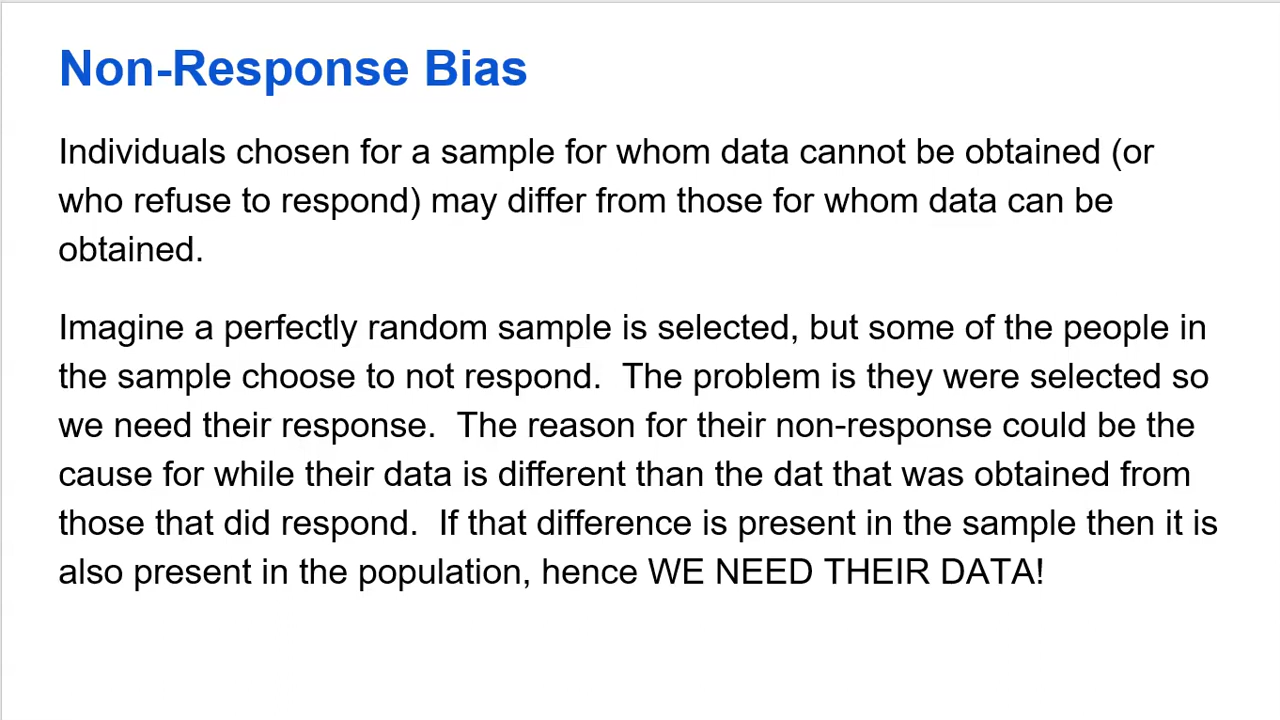 Non-Response Bias
Individuals chosen for a sample for whom data cannot be obtained (or
who refuse to respond) may differ from those for whom data can be
obtained.
Imagine a perfectly random sample is selected, but some of the people in
the sample choose to not respond.  The problem is they were selected so
we need their response.  The reason for their non-response could be the
cause for while their data is different than the dat that was obtained from
those that did respond.  If that difference is present in the sample then it is
also present in the population, hence WE NEED THEIR DATA!